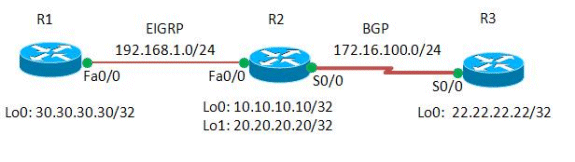 R1
EIGRP
192.168.1.0/24
R2
BGP
172.16.100.0/24
R3
Fa0/0
Fa0/0
S0/0
S0/0
Lo0: 30.30.30.30/32
Lo0: 10.10.10.10/32
Lo1: 20.20.20.20/32
Lo0: 22.22.22.22/32